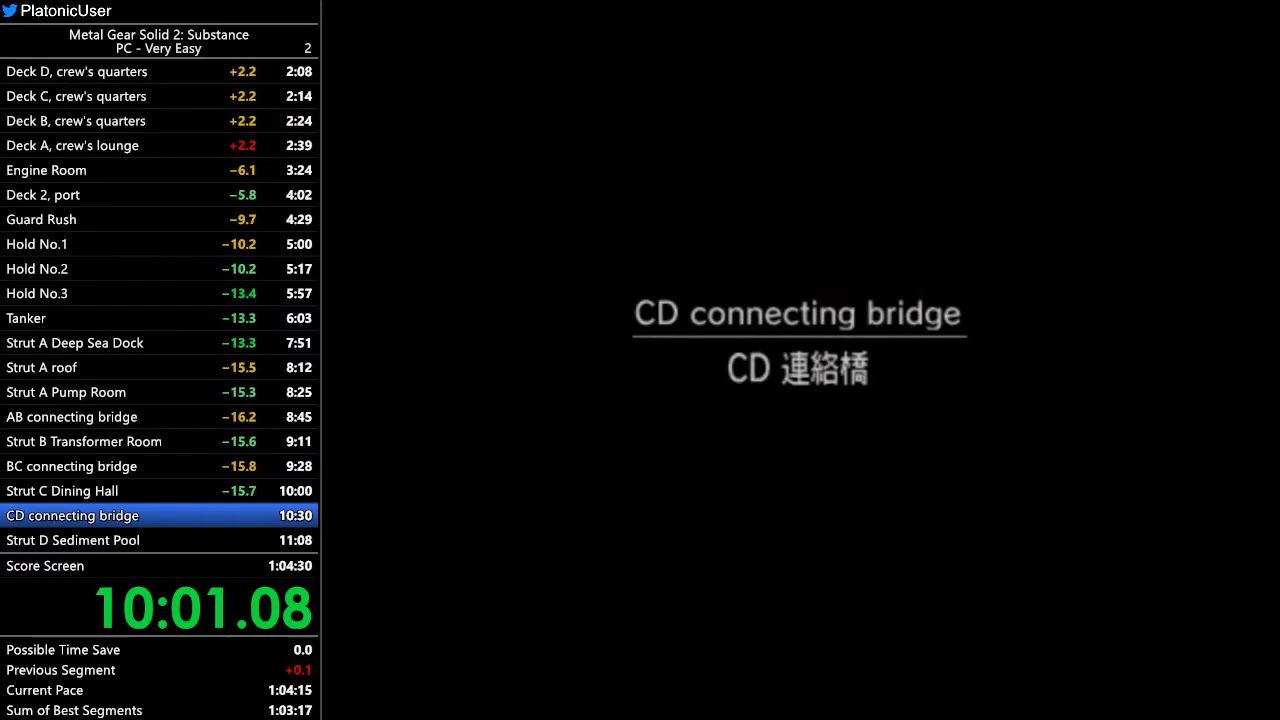 PlatonicUser
Metal Gear Solid 2: Substance
PC - Very Easy 2
Deck D, crew's quarters +2.2 2:08
Deck C, crew's quarters +2.2 2:14
Deck B, crew's quarters +2.2 2:24
Deck A, crew's lounge +2.2 2:39
Engine Room −6.1 3:24
Deck 2, port −5.8 4:02
Guard Rush −9.7 4:29
Hold No.1 −10.2 5:00
Hold No.2 −10.2 5:17
Hold No.3 −13.4 5:57
Tanker −13.3 6:03
Strut A Deep Sea Dock −13.3 7:51
Strut A roof −15.5 8:12
Strut A Pump Room −15.3 8:25
AB connecting bridge −16.2 8:45
Strut B Transformer Room −15.6 9:11
BC connecting bridge −15.8 9:28
Strut C Dining Hall −15.7 10:00
CD connecting bridge 10:30
Strut D Sediment Pool 11:08
Score Screen 1:04:30
10:01.08
Possible Time Save 0.0
Previous Segment +0.1
Current Pace 1:04:15
Sum of Best Segments 1:03:17
CD connecting bridge
CD 連絡橋